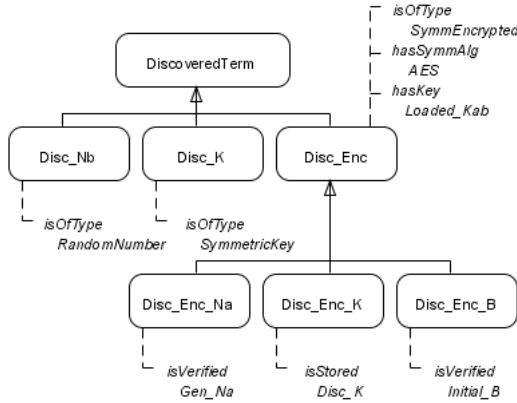 isOfType
SymmEncrypted
hasSymmAlg
AES
hasKey
Loaded_Kab
DiscoveredTerm
Disc_Nb
Disc_K
Disc_Enc
isOfType
RandomNumber
isOfType
SymmetricKey
Disc_Enc_Na
Disc_Enc_K
Disc_Enc_B
isVerified
Gen_Na
isStored
Disc_K
isVerified
Initial_B